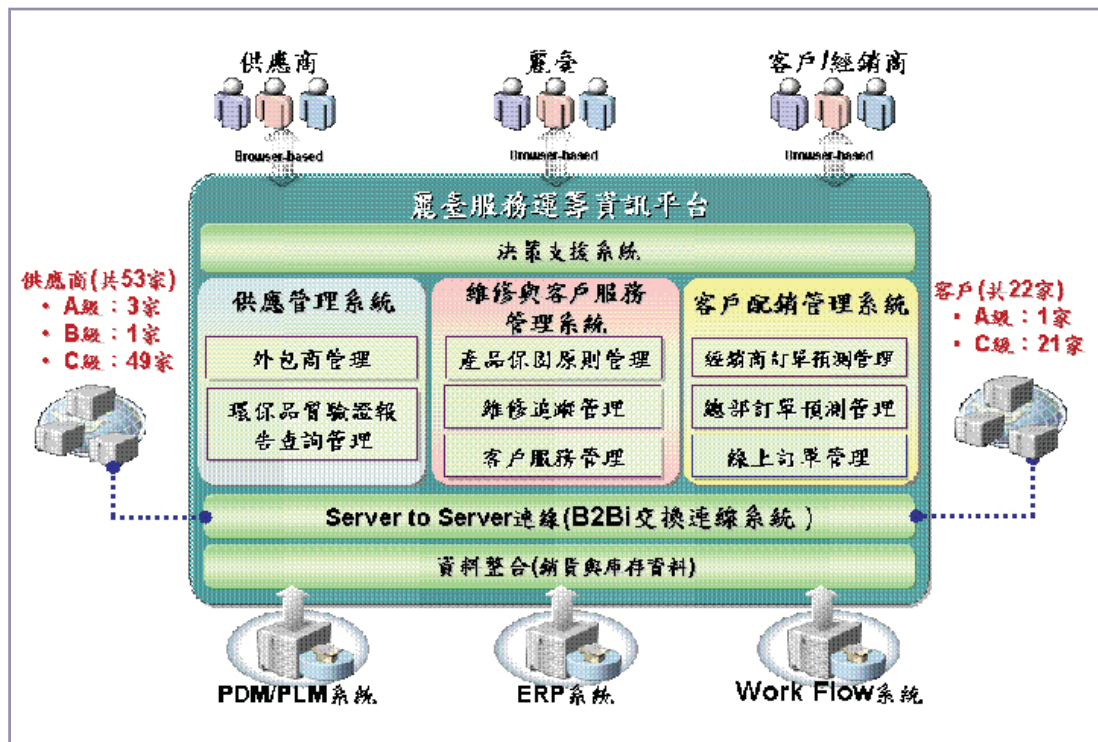 供應商
麗臺
客戶/經銷商
Browser-based
Browser-based
Browser-based
麗臺服務運籌資訊平台
決策支援系統
供應商(共53家)
• A級：3家
• B級：1家
• C級：49家
供應管理系統
外包商管理
環保品質驗證報
告查詢管理
維修與客戶服務
管理系統
產品保固原則管理
維修追蹤管理
客戶服務管理
客戶配銷管理系統
經銷商訂單預測管理
總部訂單預測管理
線上訂單管理
客戶(共22家)
• A級：1家
• C級：21家
Server to Server連線(B2Bi交換連線系統)
資料整合(銷貨與庫存資料)
PDM/PLM系統
ERP系統
Work Flow系統